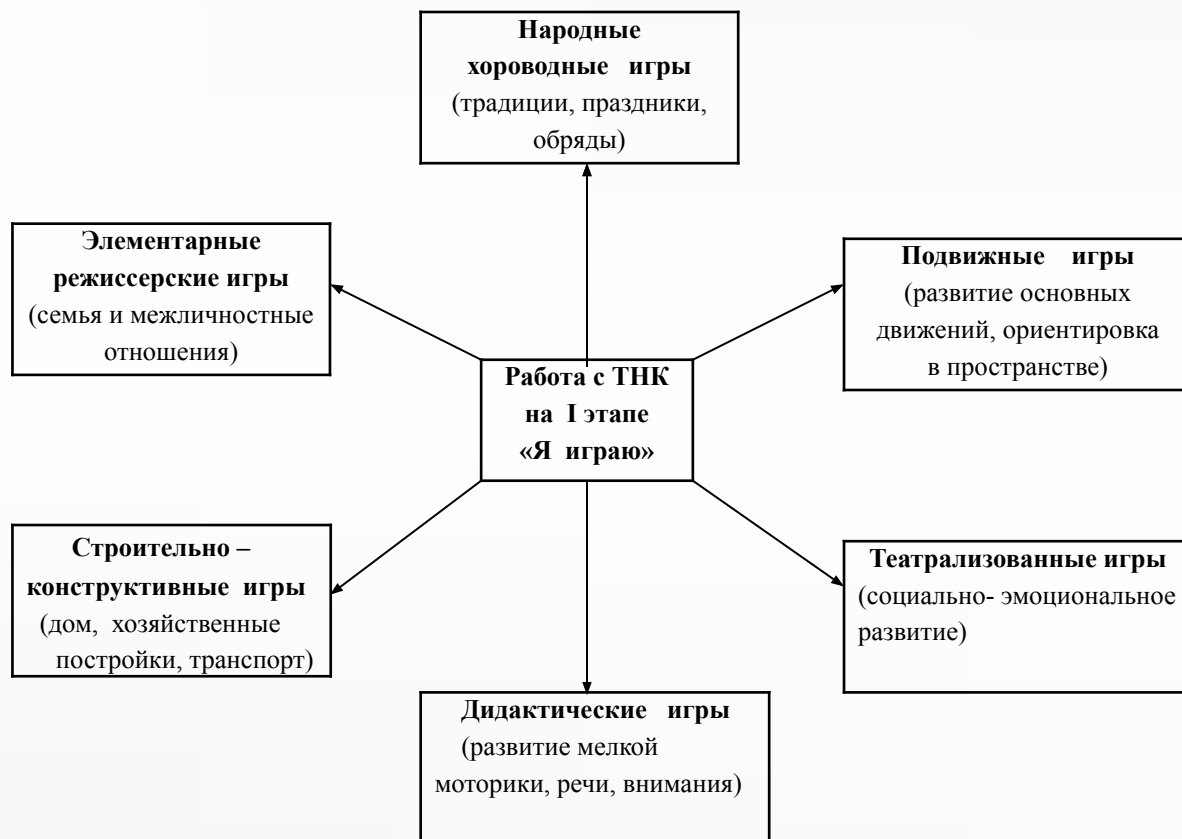 Народные
хороводные игры
(традиции, праздники,
обряды)
Элементарные
режиссерские игры
(семья и межличностные
отношения)
Подвижные игры
(развитие основных
движений, ориентировка
в пространстве)
Работа с ТНК
на I этапе
«Я играю»
Строительно –
конструктивные игры
(дом, хозяйственные
постройки, транспорт)
Театрализованные игры
(социально- эмоциональное
развитие)
Дидактические игры
(развитие мелкой
моторики, речи, внимания)